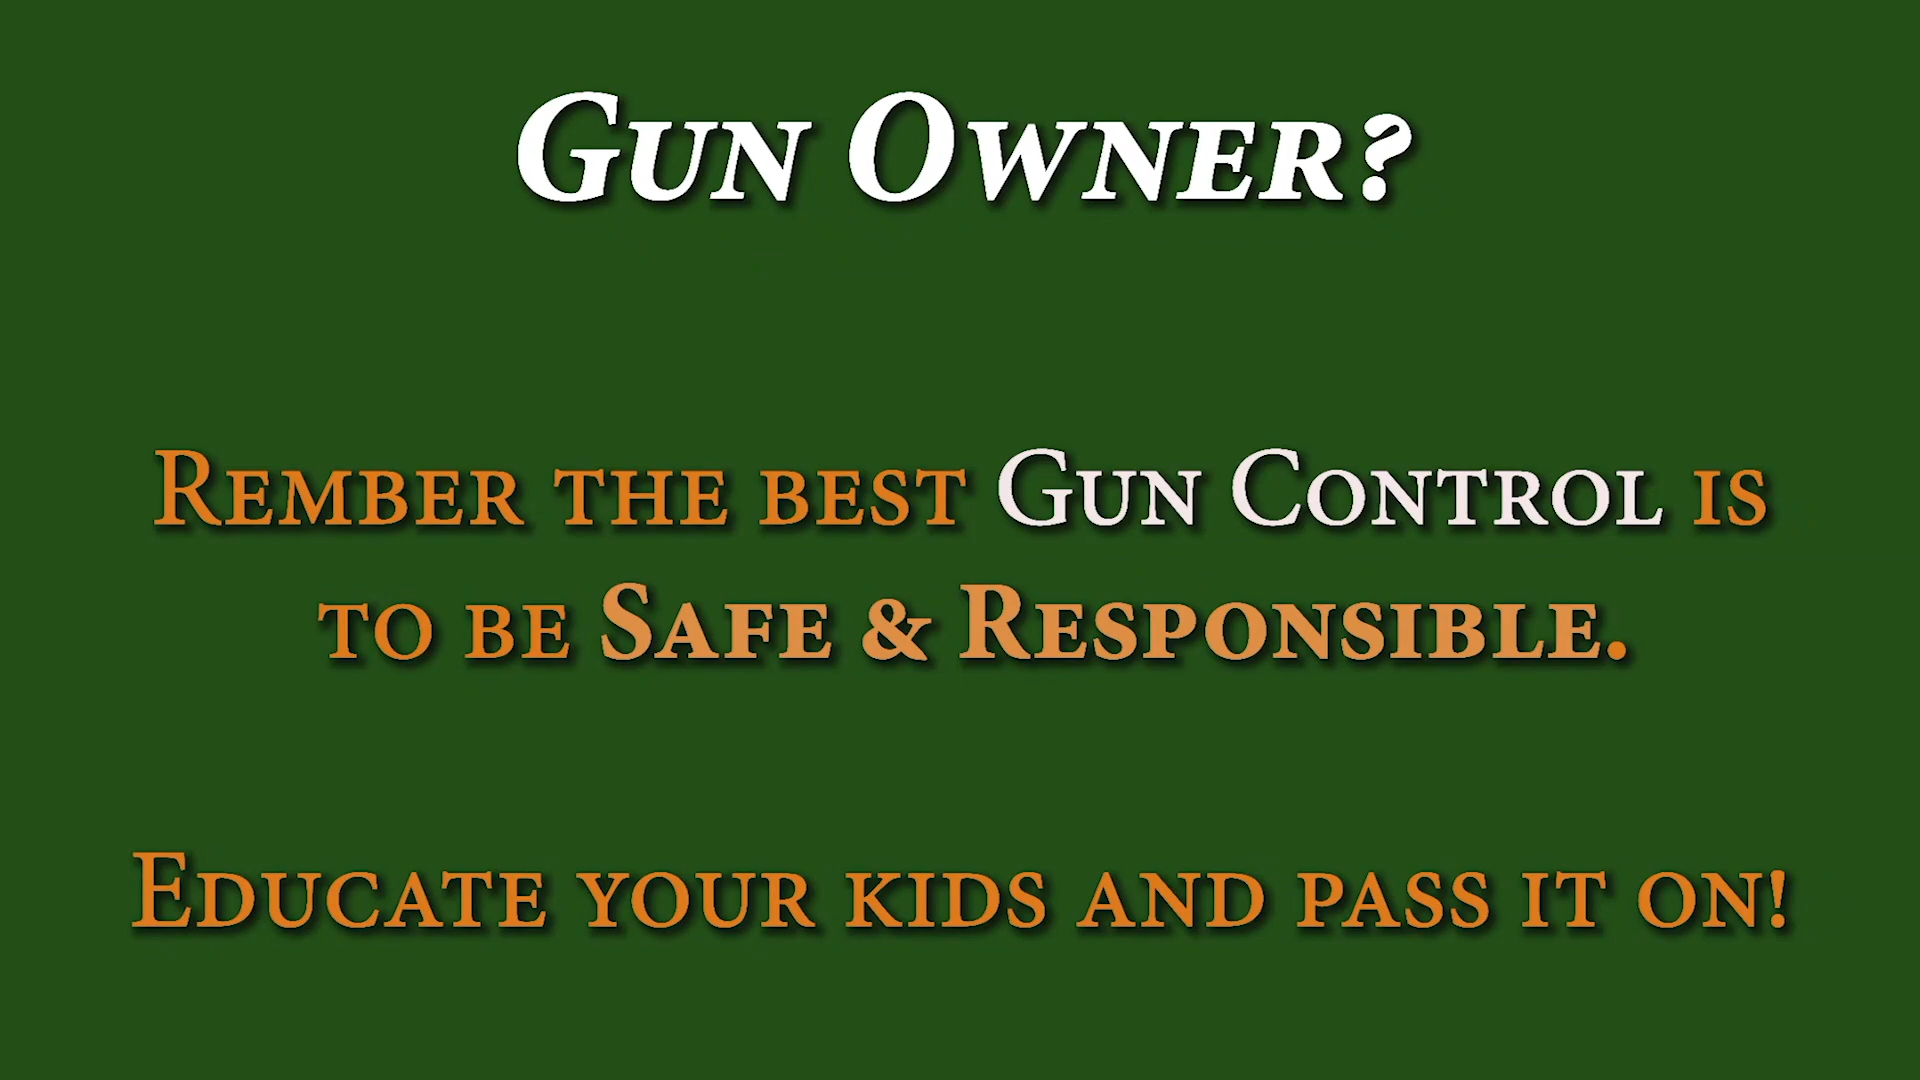 Gun Owner?
Rember the best Gun Control is
to be Safe & Responsible.
Educate your kids and pass it on!